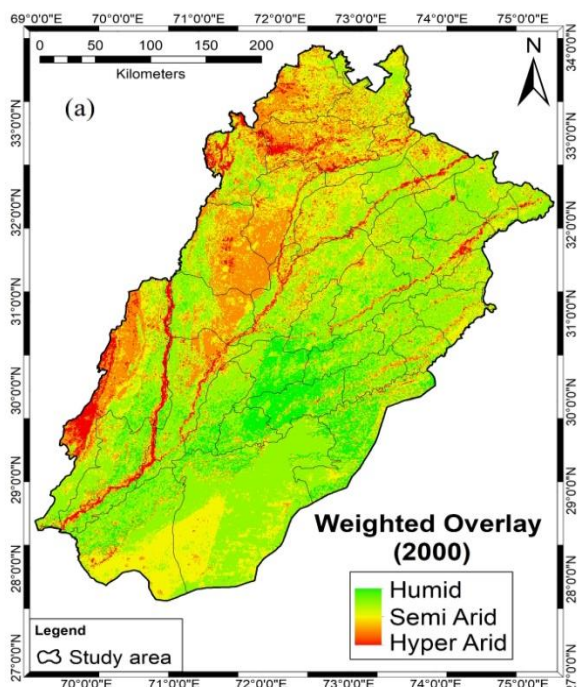 69°0'0"E 70°0'0"E 71°0'0"E 72°0'0"E 73°0'0"E 74°0'0"E 75°0'0"E
0 50 100 150 200
Kilometers
N
(a)
34°0'0"N
33°0'0"N
32°0'0"N
31°0'0"N
30°0'0"N
29°0'0"N
28°0'0"N
27°0'0"N
33°0'0"N
32°0'0"N
31°0'0"N
30°0'0"N
29°0'0"N
28°0'0"N
27°0'0"N
Weighted Overlay
(2000)
Humid
Semi Arid
Hyper Arid
Legend
Study area
70°0'0"E 71°0'0"E 72°0'0"E 73°0'0"E 74°0'0"E 75°0'0"E